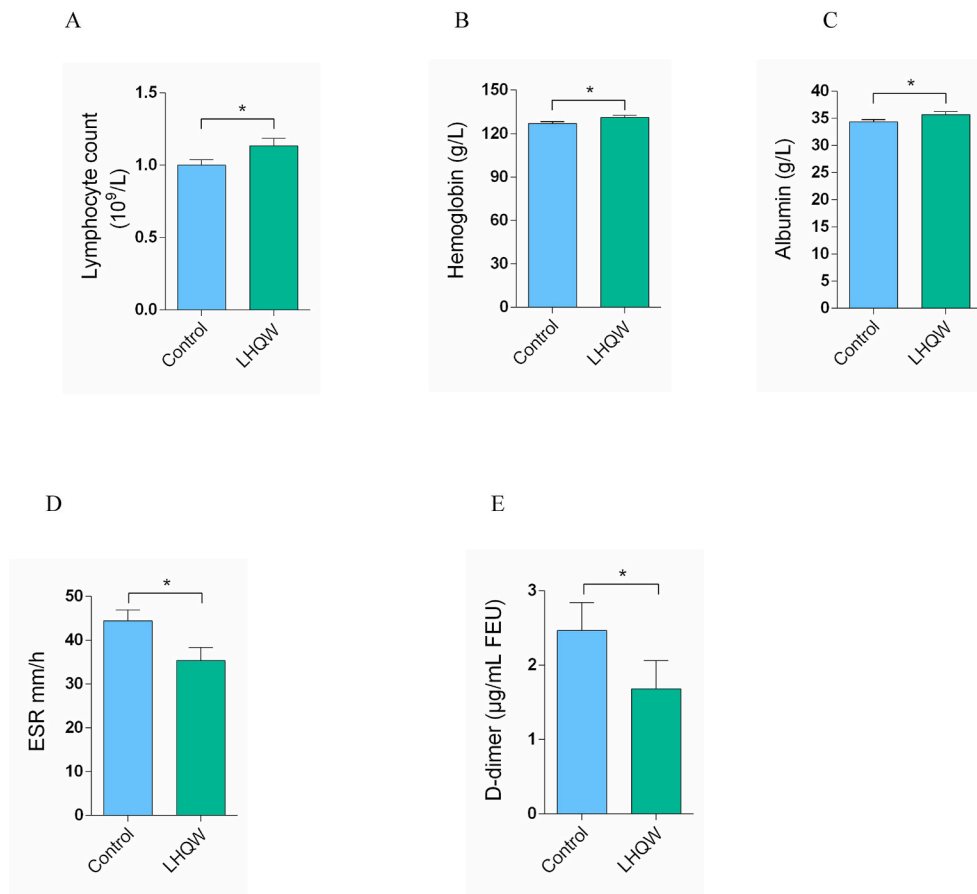 A
Lymphocyte count
(10⁹/L)
1.5
1.0
0.5
0.0
*
Control
LHQW
B
Hemoglobin (g/L)
150
120
90
60
30
0
*
Control
LHQW
C
Albumin (g/L)
40
35
30
25
20
15
10
5
0
*
Control
LHQW
D
ESR mm/h
50
40
30
20
10
0
*
Control
LHQW
E
D-dimer (µg/mL FEU)
3
2
1
0
*
Control
LHQW